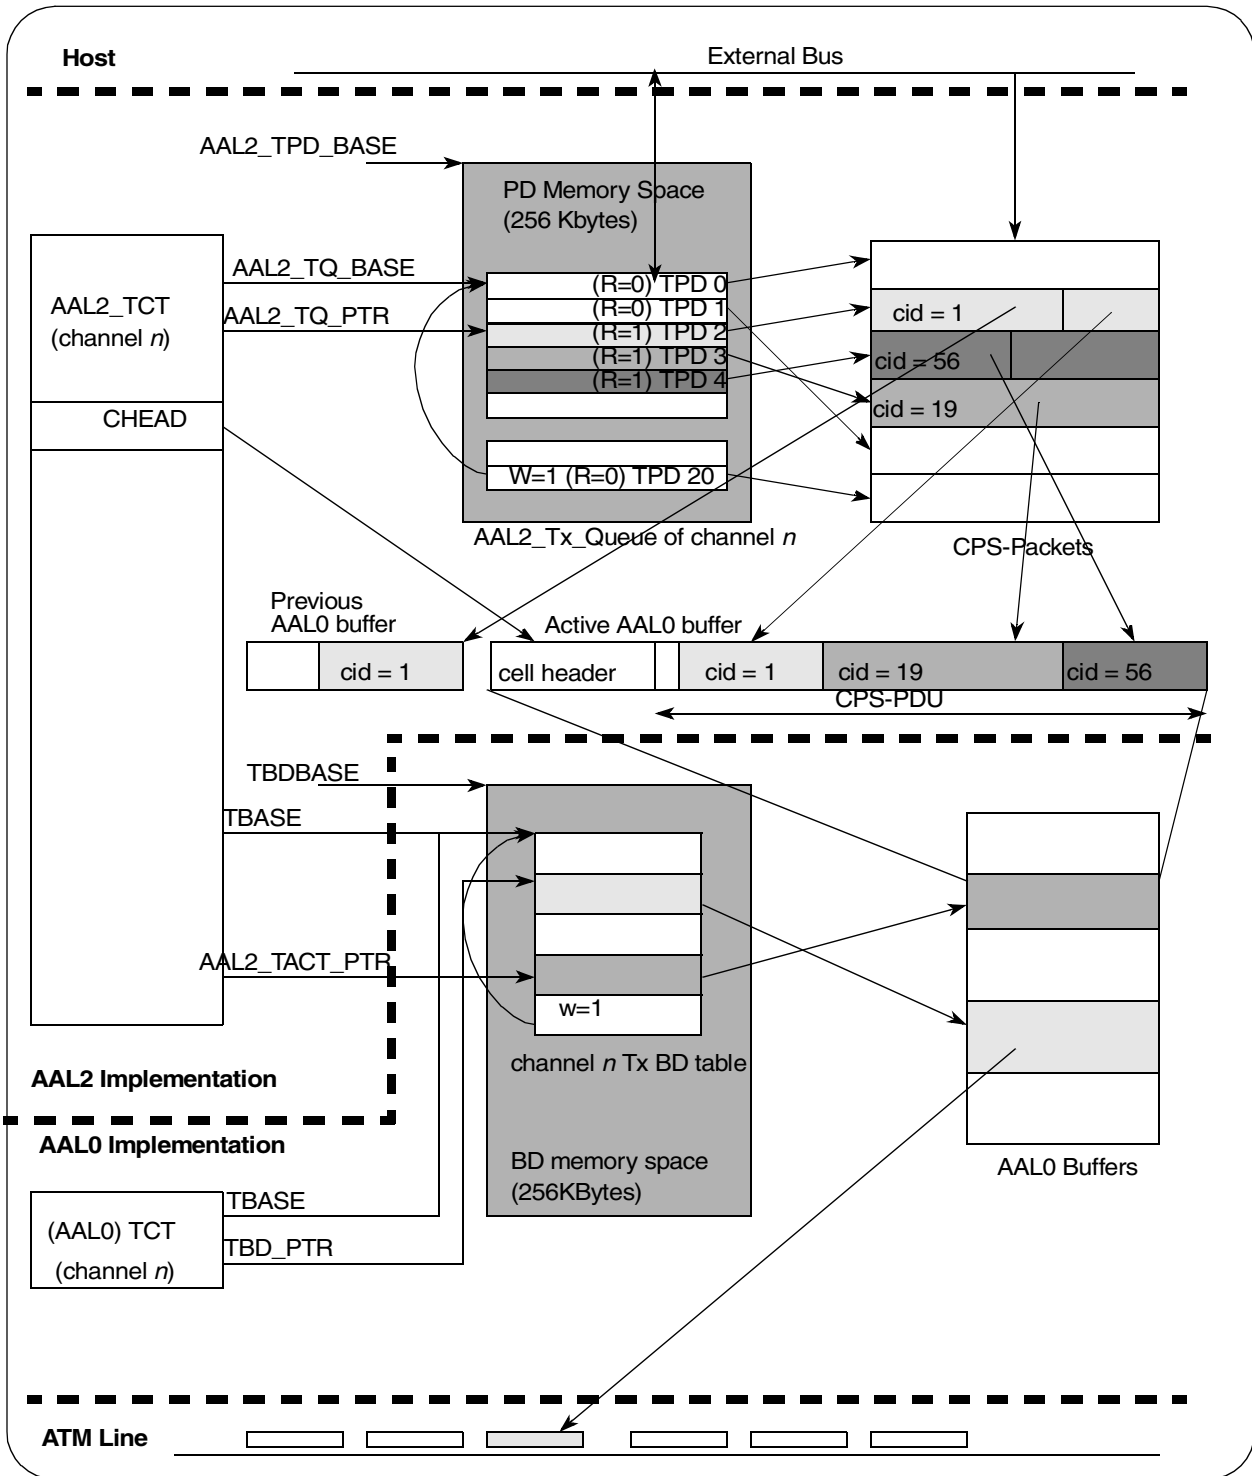 Host
External Bus
AAL2_TPD_BASE
PD Memory Space
(256 Kbytes)
AAL2_TCT
(channel n)
CHEAD
AAL2_TQ_BASE
AAL2_TQ_PTR
(R=0) TPD 0
(R=0) TPD 1
(R=1) TPD 2
(R=1) TPD 3
(R=1) TPD 4
W=1 (R=0) TPD 20
AAL2_Tx_Queue of channel n
cid = 1
cid = 56
cid = 19
CPS-Packets
Previous
AAL0 buffer
cid = 1
Active AAL0 buffer
cell header
cid = 1
cid = 19
cid = 56
CPS-PDU
TBDBASE
TBASE
AAL2_TACT_PTR
w=1
channel n Tx BD table
BD memory space
(256KBytes)
AAL0 Buffers
AAL2 Implementation
AAL0 Implementation
(AAL0) TCT
(channel n)
TBASE
TBD_PTR
ATM Line